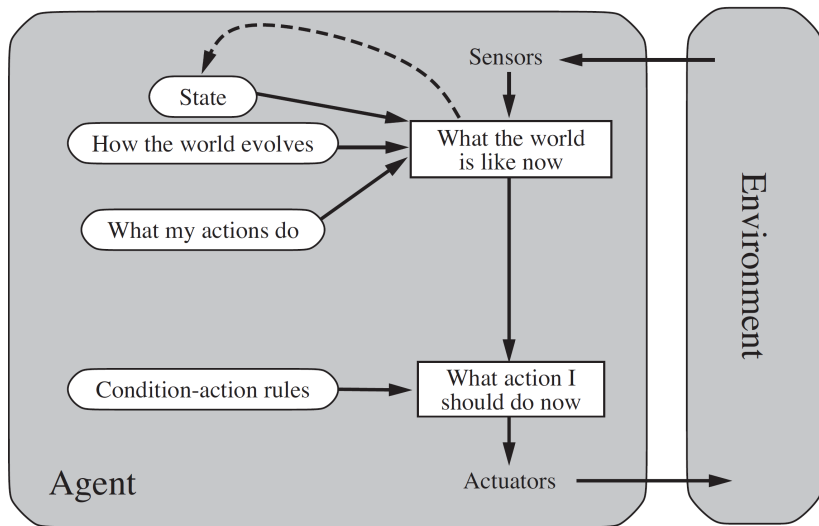 Sensors
State
How the world evolves
What the world
is like now
What my actions do
Environment
Condition-action rules
What action I
should do now
Agent
Actuators